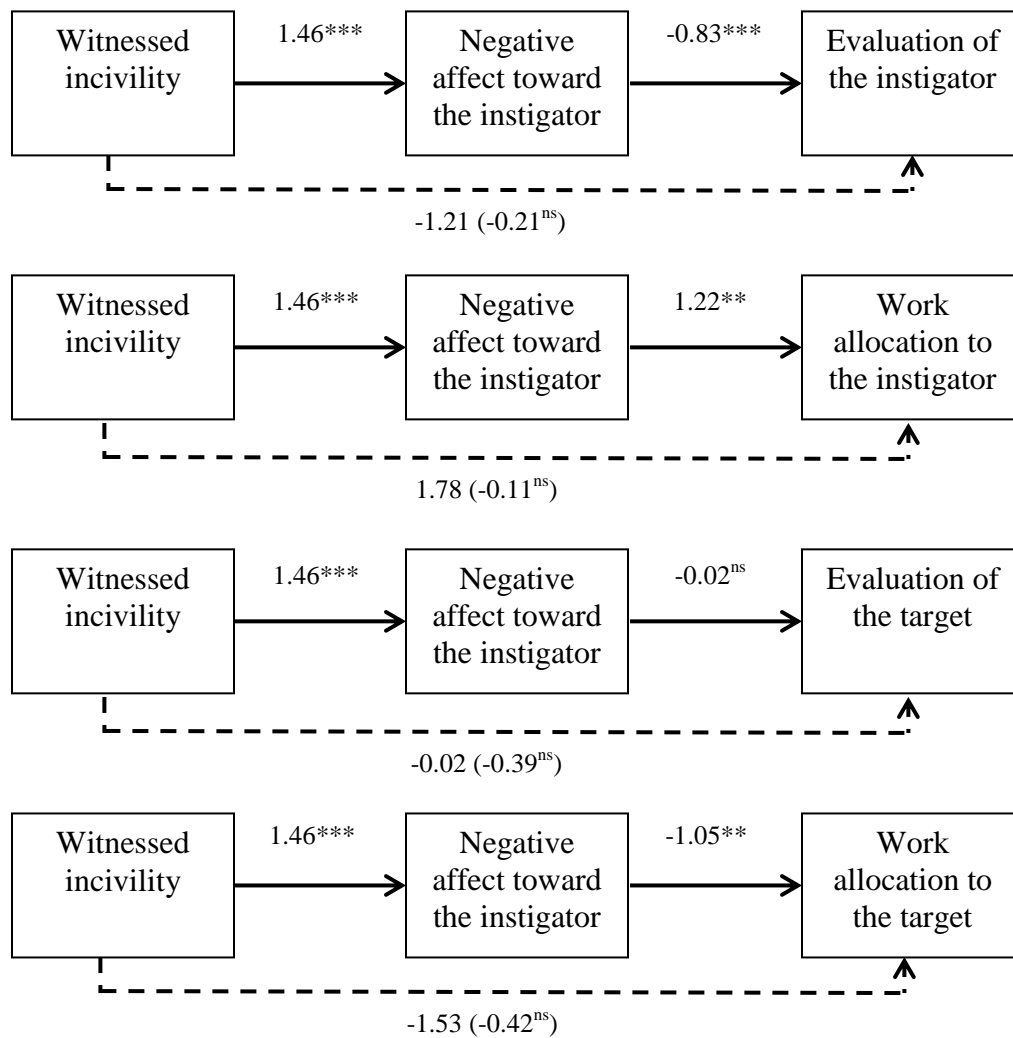 Witnessed
incivility
1.46***
Negative
affect toward
the instigator
-0.83***
Evaluation of
the instigator
-1.21 (-0.21ns)
Witnessed
incivility
1.46***
Negative
affect toward
the instigator
1.22**
Work
allocation to
the instigator
1.78 (-0.11ns)
Witnessed
incivility
1.46***
Negative
affect toward
the instigator
-0.02ns
Evaluation of
the target
-0.02 (-0.39ns)
Witnessed
incivility
1.46***
Negative
affect toward
the instigator
-1.05**
Work
allocation to
the target
-1.53 (-0.42ns)